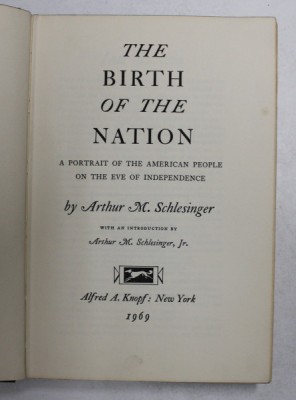 THE
BIRTH
OF THE
NATION
A PORTRAIT OF THE AMERICAN PEOPLE
ON THE EVE OF INDEPENDENCE
by Arthur M. Schlesinger
WITH AN INTRODUCTION BY
Arthur M. Schlesinger, Jr.
Alfred A. Knopf: New York
1969